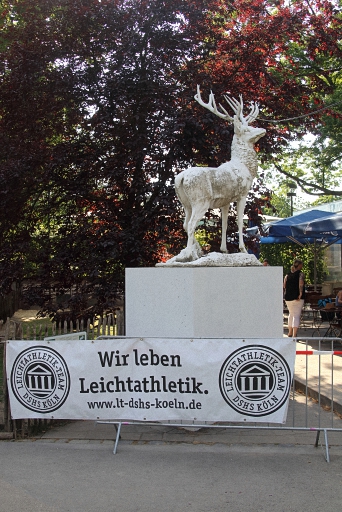 LEICHTATHLETIK-TEAM
DSHS KÖLN
Wir leben
Leichtathletik.
www.lt-dshs-koeln.de
LEICHTATHLETIK-TEAM
DSHS KÖLN